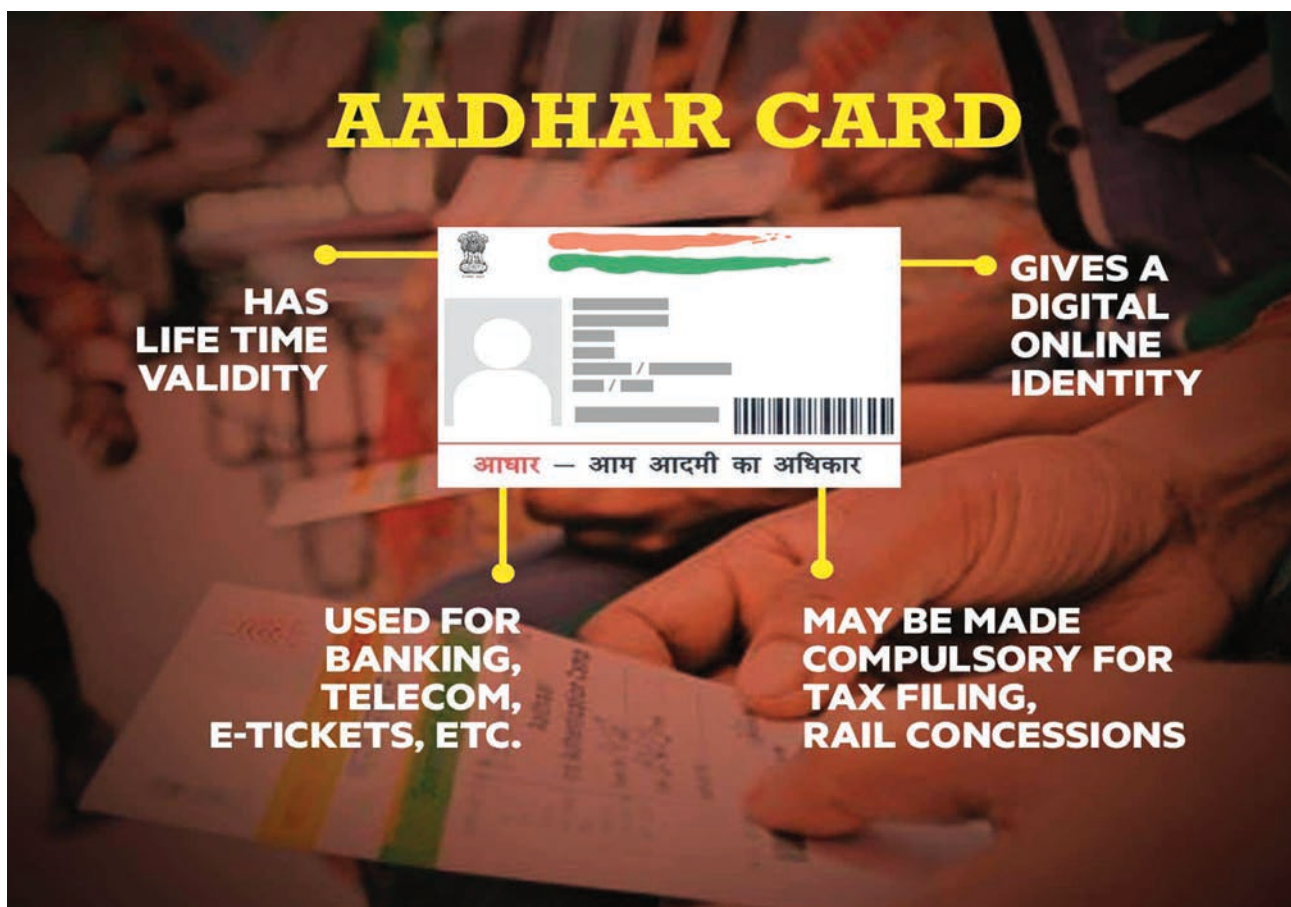 AADHAR CARD
HAS
LIFE TIME
VALIDITY
GIVES A
DIGITAL
ONLINE
IDENTITY
/
/
आधार — आम आदमी का अधिकार
USED FOR
BANKING,
TELECOM,
E-TICKETS, ETC.
MAY BE MADE
COMPULSORY FOR
TAX FILING,
RAIL CONCESSIONS